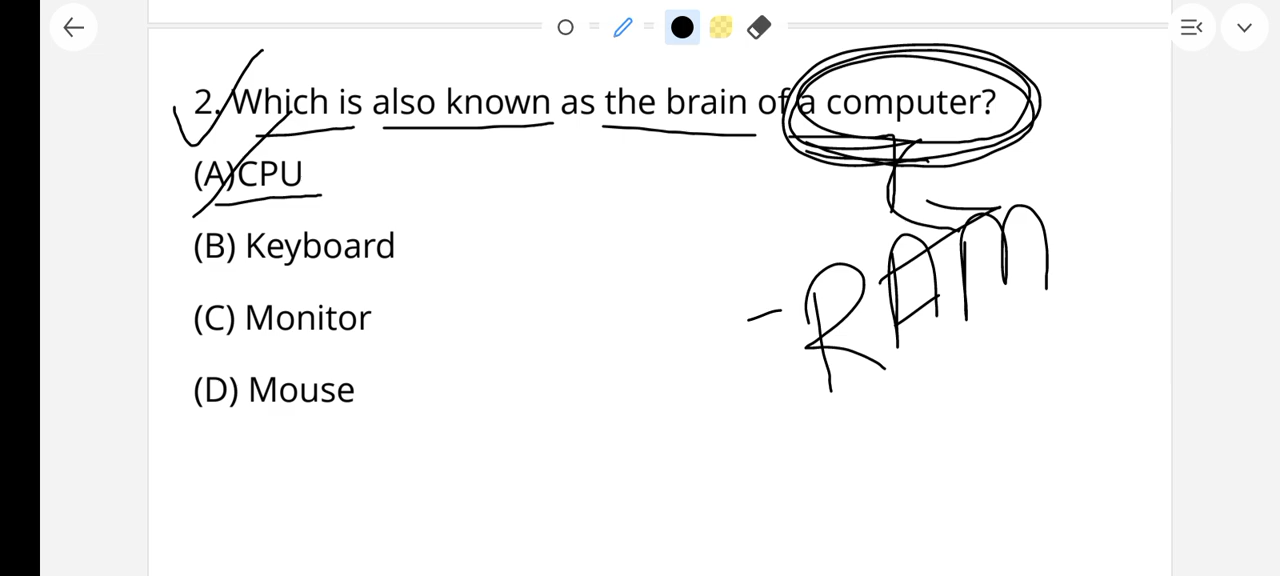 2. Which is also known as the brain of a computer?
(A)CPU
- RAM
(B) Keyboard
(C) Monitor
(D) Mouse